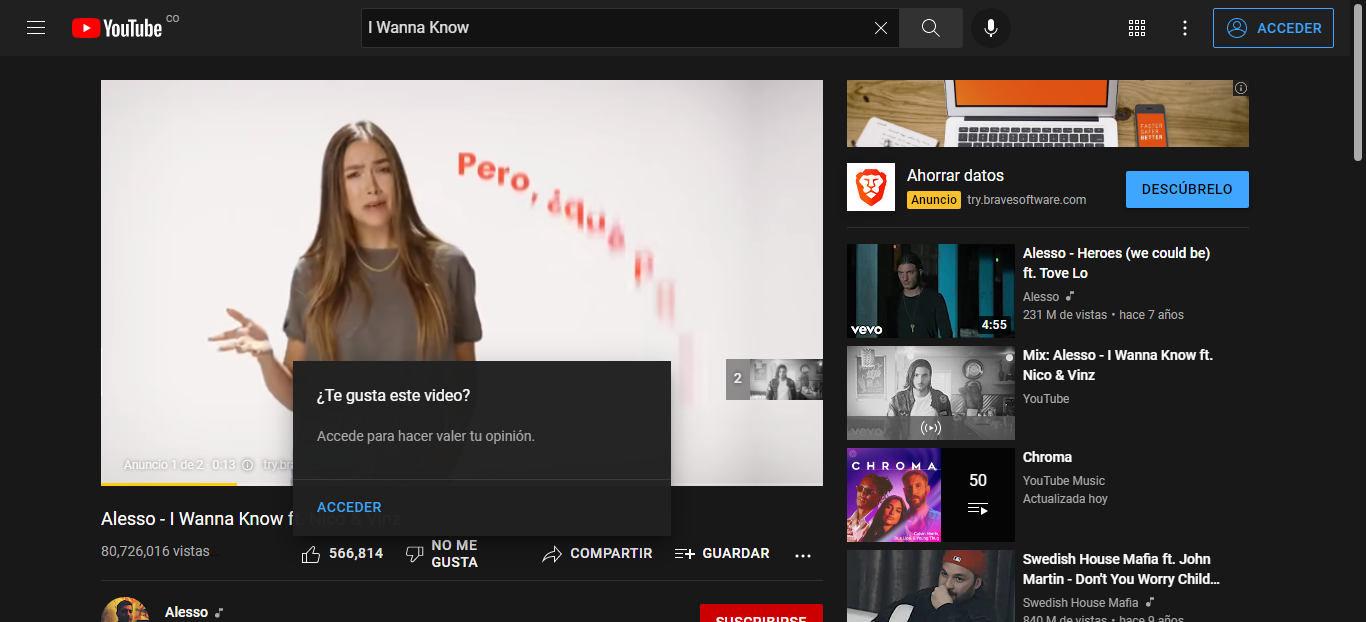 YouTube CO
I Wanna Know
ACCEDER
Pero, ¿qu
2
¿Te gusta este video?
Accede para hacer valer tu opinión.
Anuncio 1 de 2 · 0:13
ACCEDER
Alesso - I Wanna Know ft. Nico & Vinz
80,726,016 vistas
566,814
NO ME
GUSTA
COMPARTIR
GUARDAR
Alesso
SUSCRIBIRSE
FASTER
SAFER
BETTER
Ahorrar datos
Anuncio try.bravesoftware.com
DESCÚBRELO
vevo
4:55
Alesso - Heroes (we could be)
ft. Tove Lo
Alesso
231 M de vistas • hace 7 años
vevo
Mix: Alesso - I Wanna Know ft.
Nico & Vinz
YouTube
CHROMA
50
Chroma
YouTube Music
Actualizada hoy
Swedish House Mafia ft. John
Martin - Don't You Worry Child...
Swedish House Mafia
840 M de vistas • hace 9 años